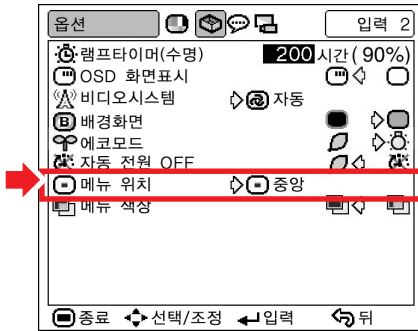 옵션 입력 2
램프타이머(수명) 200 시간(90%)
OSD 화면표시
비디오시스템 자동
B 배경화면
에코모드
자동 전원 OFF
메뉴 위치 중앙
메뉴 색상
종료 선택/조정 입력 뒤